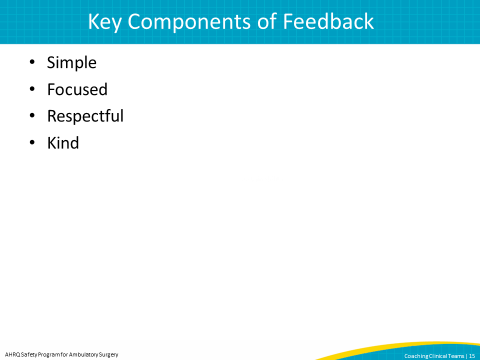 Key Components of Feedback
• Simple
• Focused
• Respectful
• Kind
AHRQ Safety Program for Ambulatory Surgery
Coaching Clinical Teams | 15